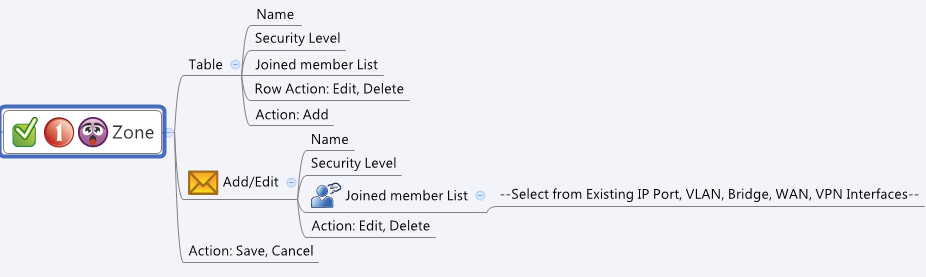 Zone
Table
Name
Security Level
Joined member List
Row Action: Edit, Delete
Action: Add
Add/Edit
Name
Security Level
Joined member List
--Select from Existing IP Port, VLAN, Bridge, WAN, VPN Interfaces--
Action: Edit, Delete
Action: Save, Cancel
1